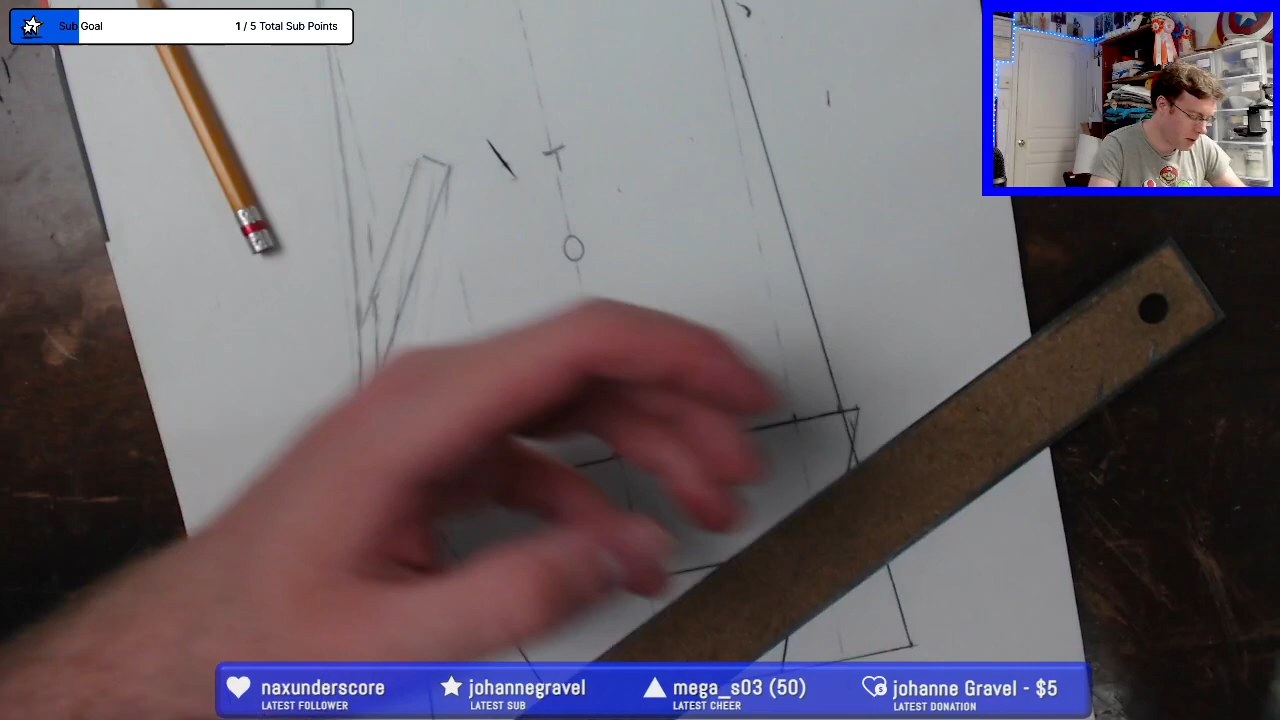 Sub Goal 1 / 5 Total Sub Points
naxunderscore johannegravel mega_s03 (50) johanne Gravel - $5
LATEST FOLLOWER LATEST SUB LATEST CHEER LATEST DONATION